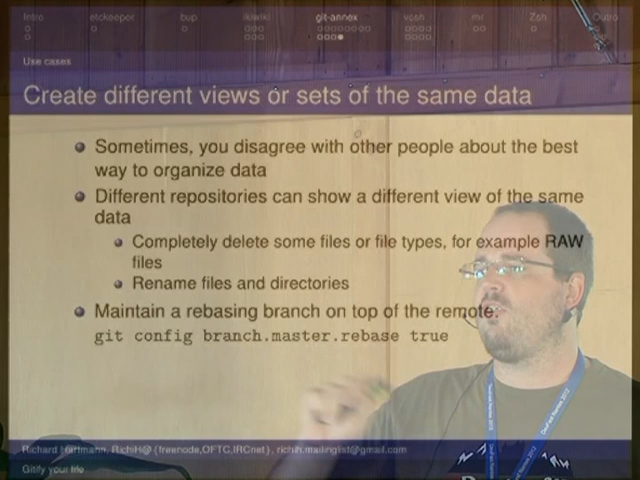 Intro etckeeper bup ikiwiki git-annex vcsh mr Zsh Outro
Use cases
Create different views or sets of the same data
Sometimes, you disagree with other people about the best
way to organize data
Different repositories can show a different view of the same
data
Completely delete some files or file types, for example RAW
files
Rename files and directories
Maintain a rebasing branch on top of the remote:
git config branch.master.rebase true
Richard Hartmann, RichiH@{freenode,OFTC,IRCnet}, richih.mailinglist@gmail.com
Gitify your life